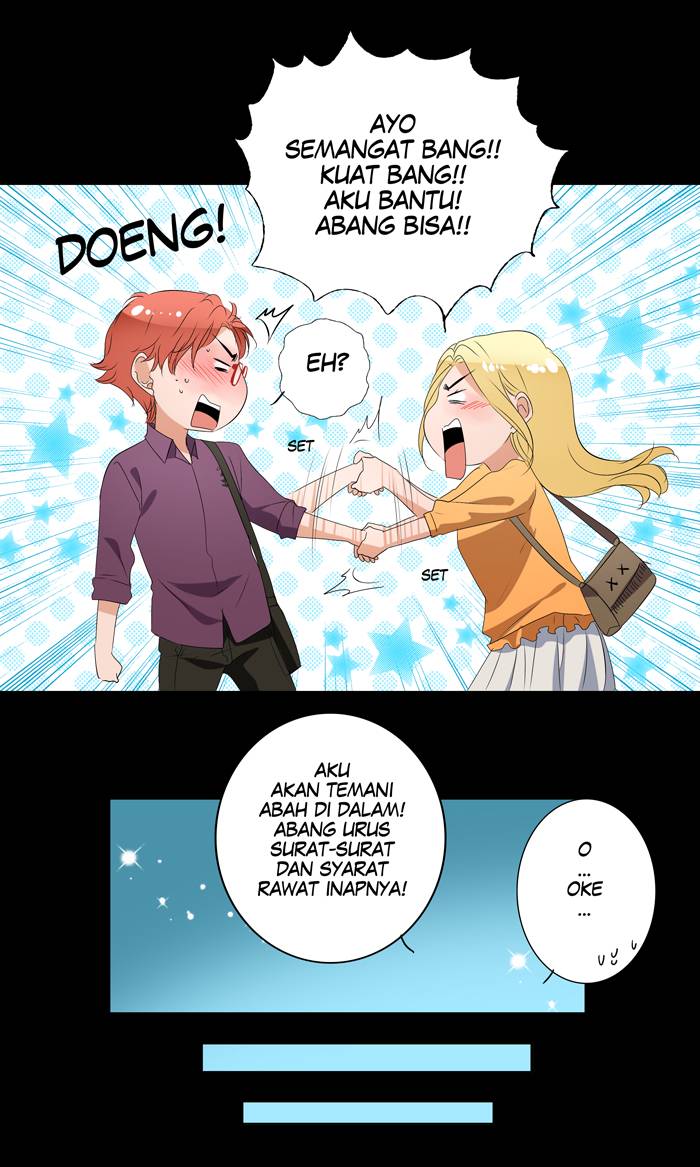 AYO
SEMANGAT BANG!!
KUAT BANG!!
AKU BANTU!
ABANG BISA!!
DOENG!
EH?
SET
SET
AKU
AKAN TEMANI
ABAH DI DALAM!
ABANG URUS
SURAT-SURAT
DAN SYARAT
RAWAT INAPNYA!
O
...
OKE
...